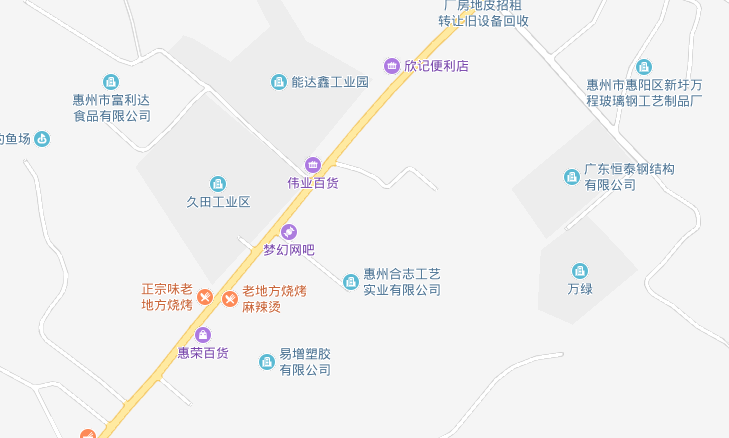 厂房地皮招租
转让旧设备回收
欣记便利店
能达鑫工业园
惠州市惠阳区新圩万
程玻璃钢工艺制品厂
惠州市富利达
食品有限公司
钓鱼场
伟业百货
广东恒泰钢结构
有限公司
久田工业区
梦幻网吧
惠州合志工艺
实业有限公司
万绿
正宗味老
地方烧烤
老地方烧烤
麻辣烫
惠荣百货
易增塑胶
有限公司